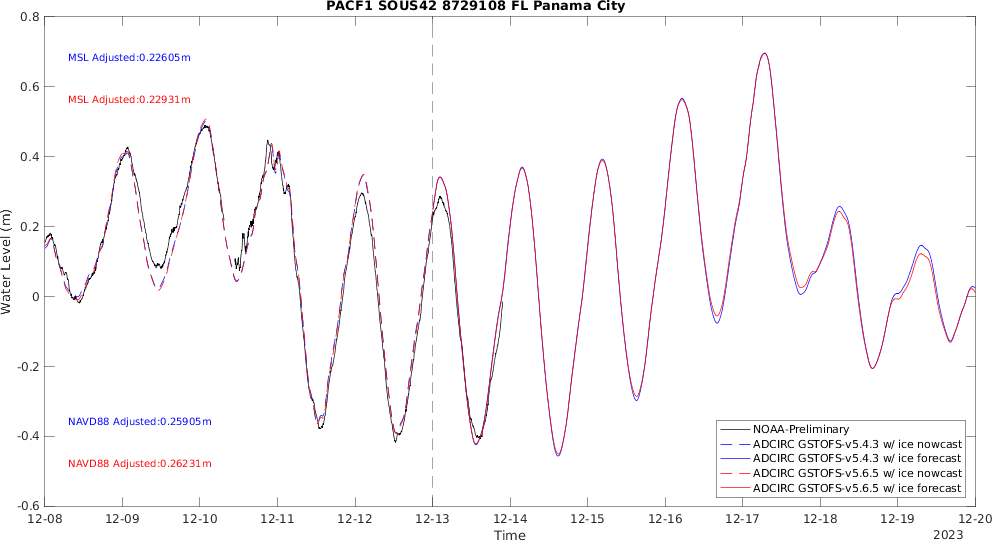 PACF1 SOUS42 8729108 FL Panama City
0.8
0.6
0.4
0.2
0
-0.2
-0.4
-0.6
Water Level (m)
MSL Adjusted:0.22605m
MSL Adjusted:0.22931m
NAVD88 Adjusted:0.25905m
NAVD88 Adjusted:0.26231m
NOAA-Preliminary
ADCIRC GSTOFS-v5.4.3 w/ ice nowcast
ADCIRC GSTOFS-v5.4.3 w/ ice forecast
ADCIRC GSTOFS-v5.6.5 w/ ice nowcast
ADCIRC GSTOFS-v5.6.5 w/ ice forecast
12-08 12-09 12-10 12-11 12-12 12-13 12-14 12-15 12-16 12-17 12-18 12-19 12-20
Time
2023